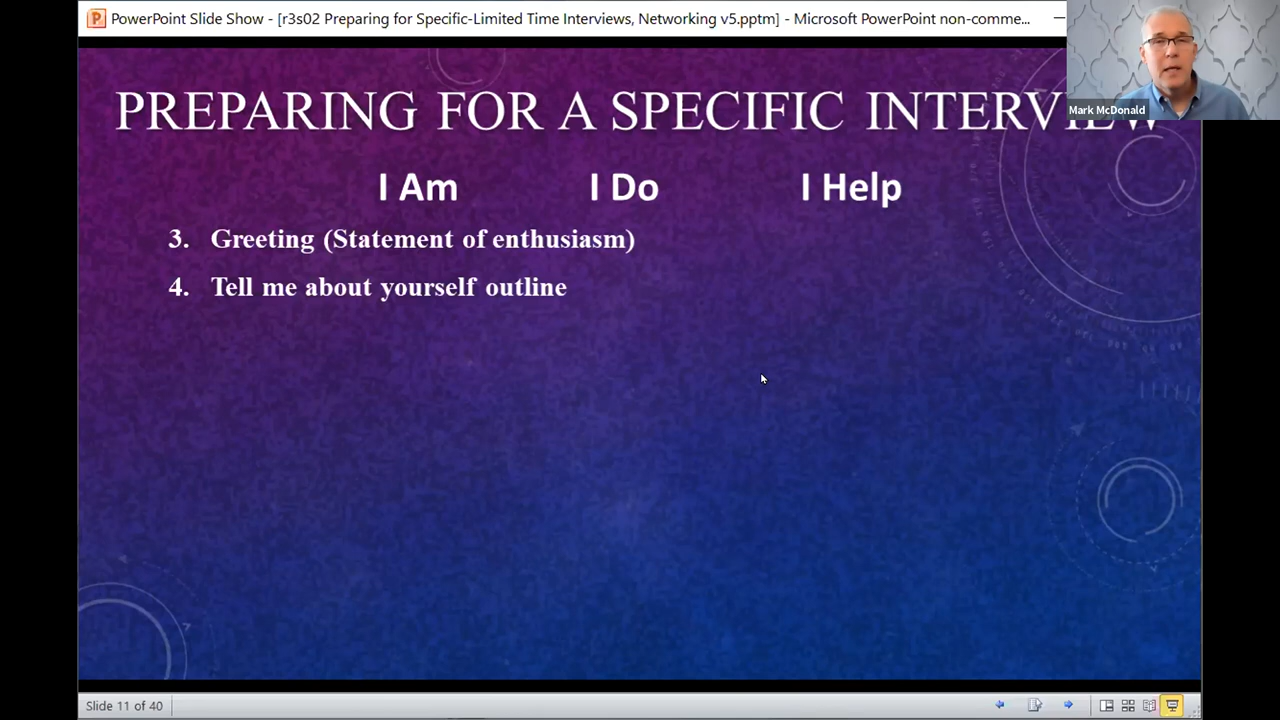 PowerPoint Slide Show - [r3s02 Preparing for Specific-Limited Time Interviews, Networking v5.pptm] - Microsoft PowerPoint non-comme...
Mark McDonald
PREPARING FOR A SPECIFIC INTERVIEW
I Am I Do I Help
3. Greeting (Statement of enthusiasm)
4. Tell me about yourself outline
Slide 11 of 40